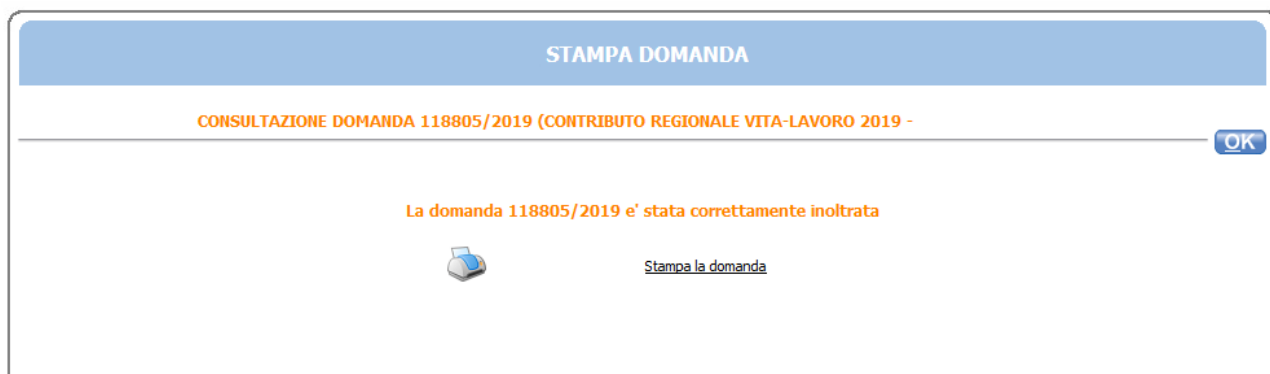 STAMPA DOMANDA
CONSULTAZIONE DOMANDA 118805/2019 (CONTRIBUTO REGIONALE VITA-LAVORO 2019 -
OK
La domanda 118805/2019 e' stata correttamente inoltrata
Stampa la domanda